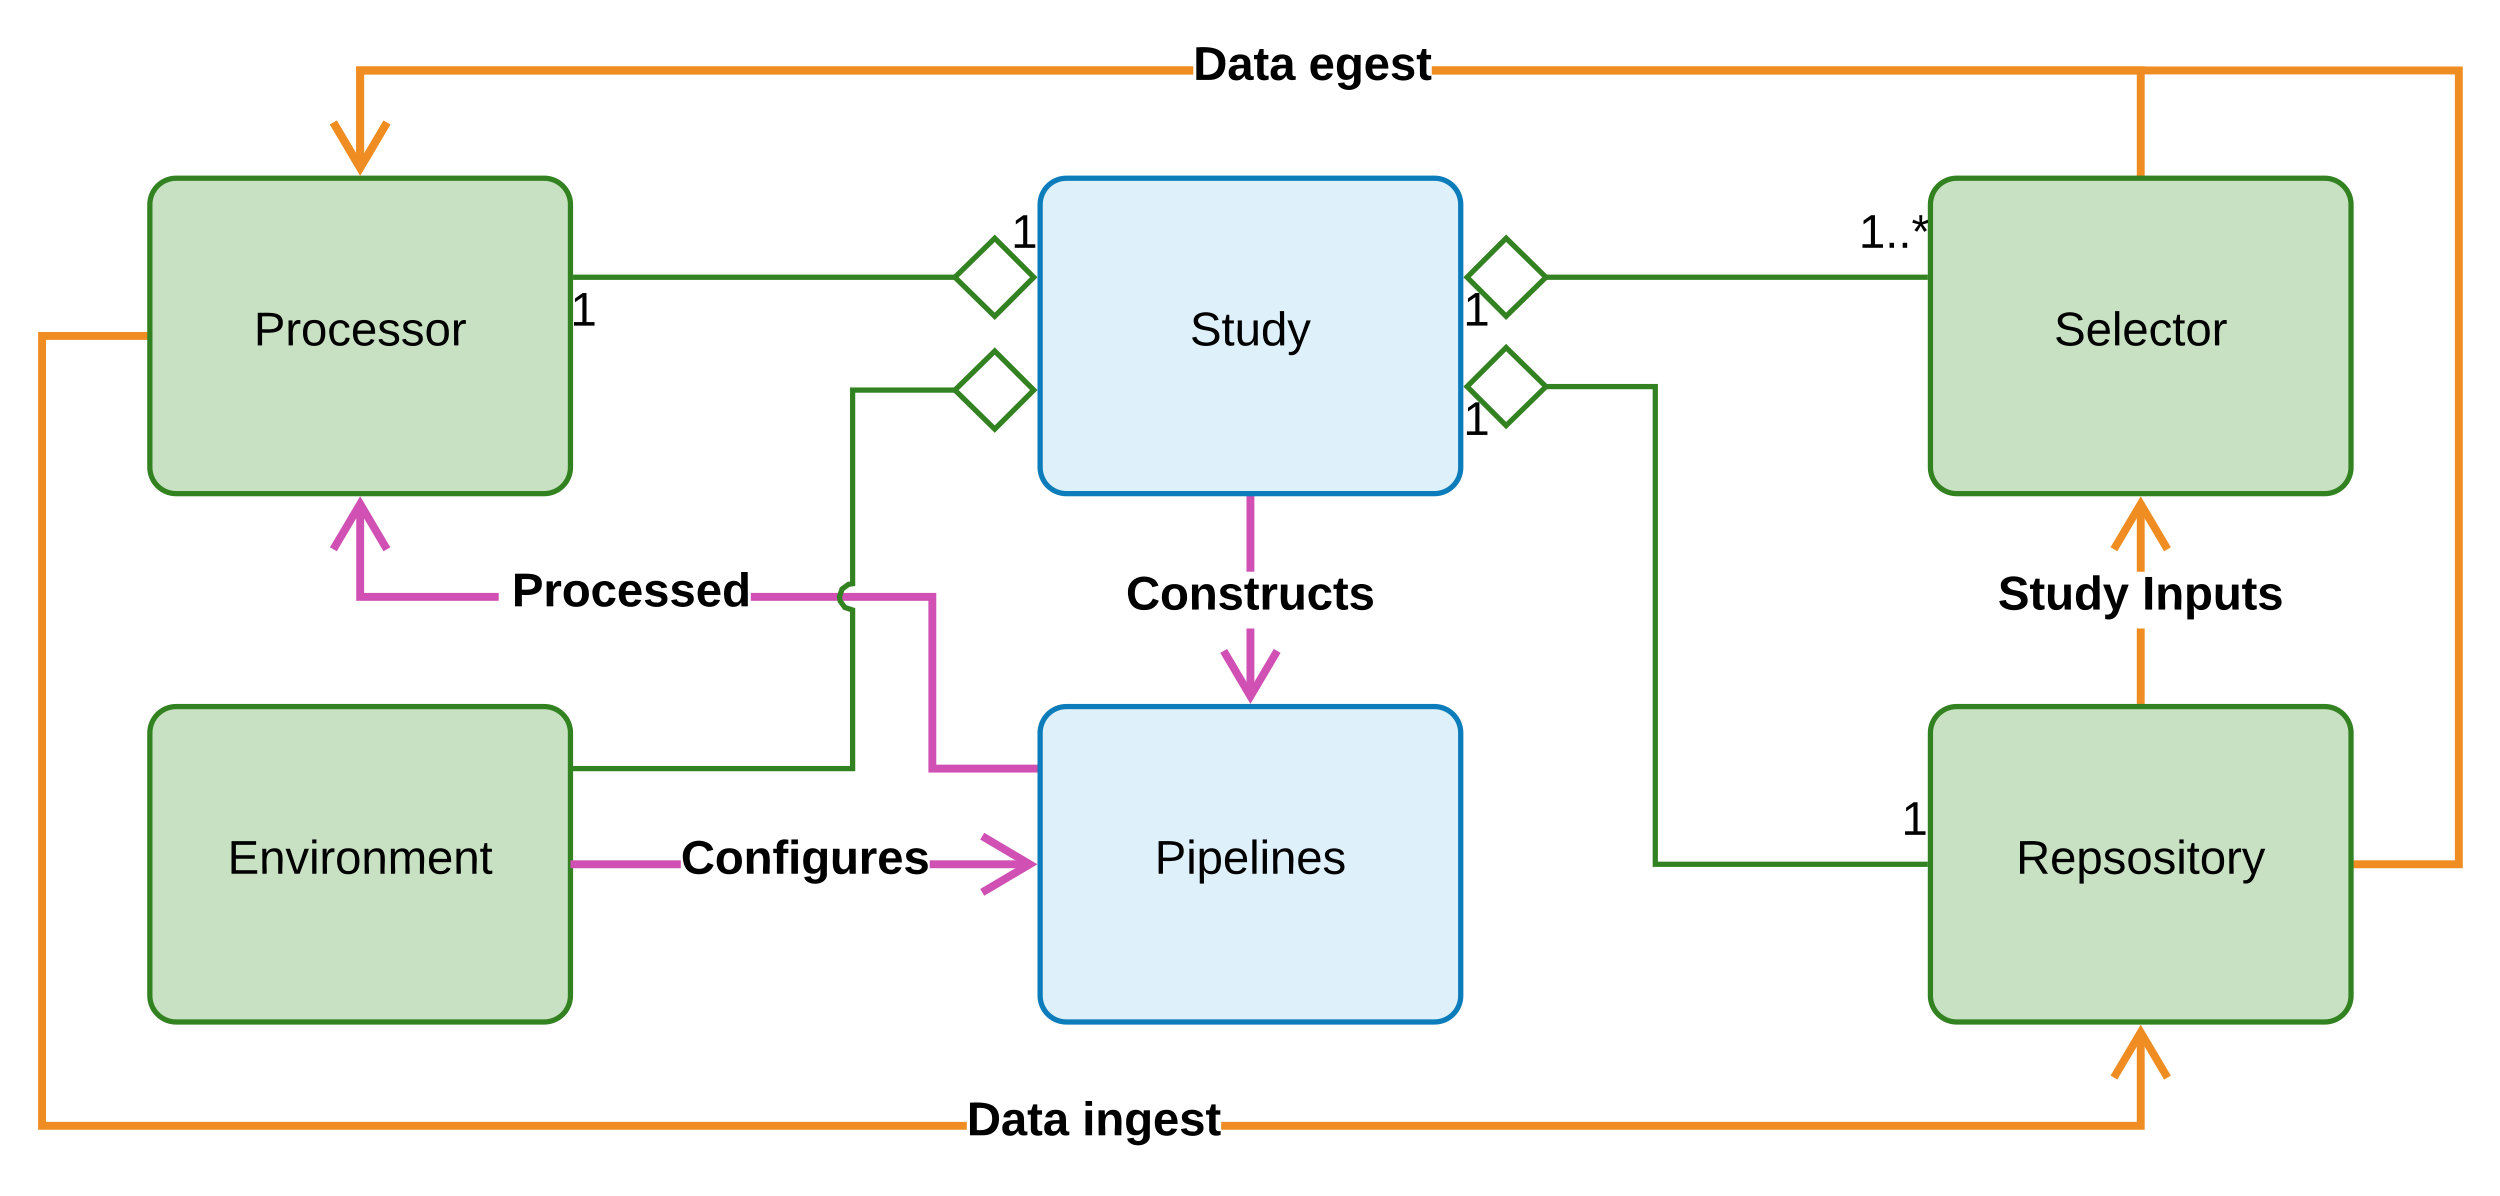 Data egest
1
1..*
1
1
Processor
Study
Selector
1
Processed
Constructs
Study Inputs
1
Environment
Configures
Pipelines
Repository
Data ingest